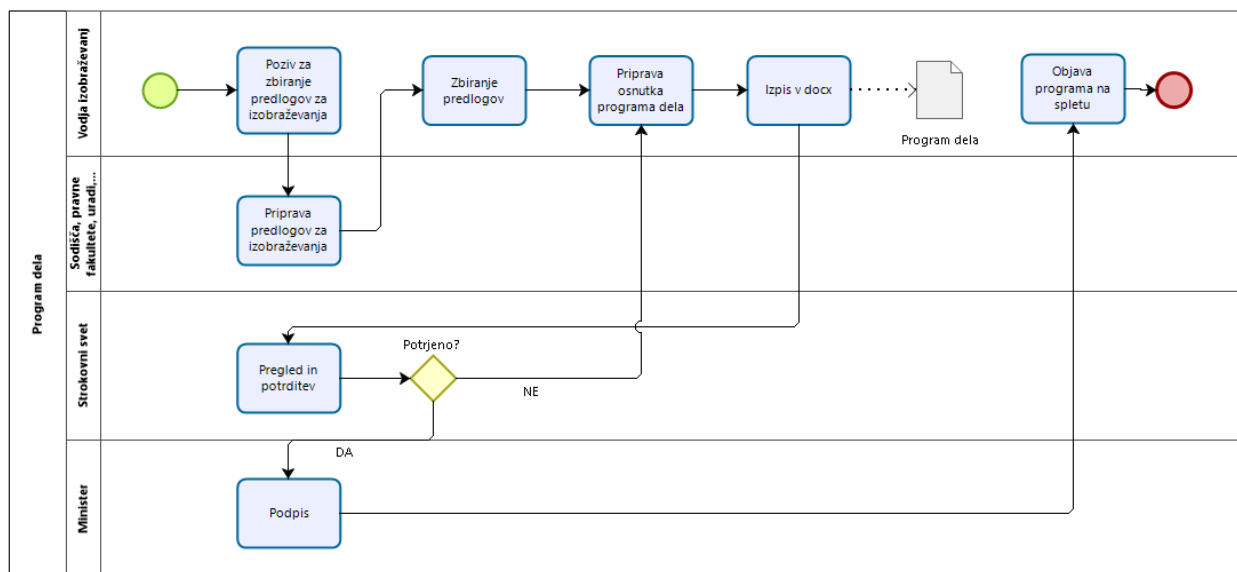 Program dela
Vodja izobraževanj
Poziv za
zbiranje
predlogov za
izobraževanja
Zbiranje
predlogov
Priprava
osnutka
programa dela
Izpis v docx
Program dela
Objava
programa na
spletu
Sodišča, pravne
fakultete, uradi,...
Priprava
predlogov za
izobraževanja
Strokovni svet
Pregled in
potrditev
Potrjeno?
NE
DA
Minister
Podpis